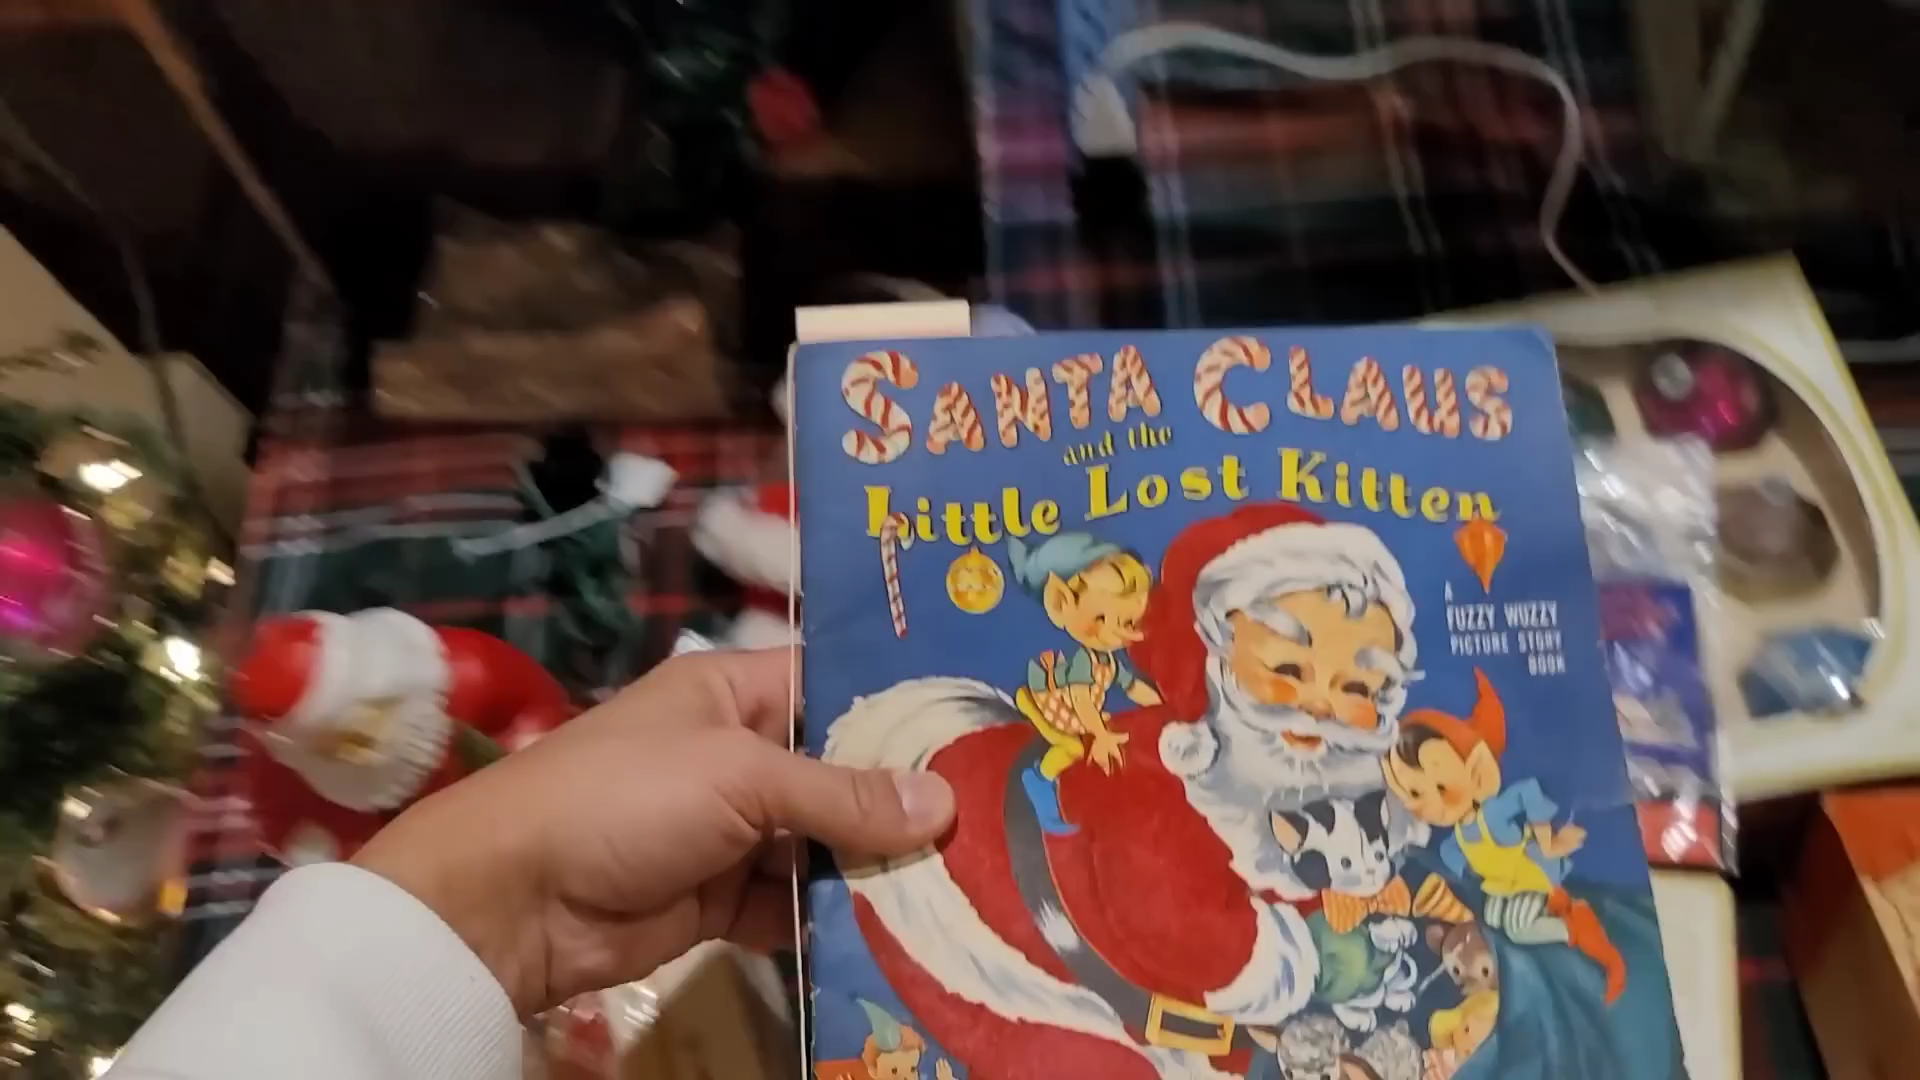 SANTA CLAUS
and the
Little Lost Kitten
A
FUZZY WUZZY
PICTURE STORY
BOOK